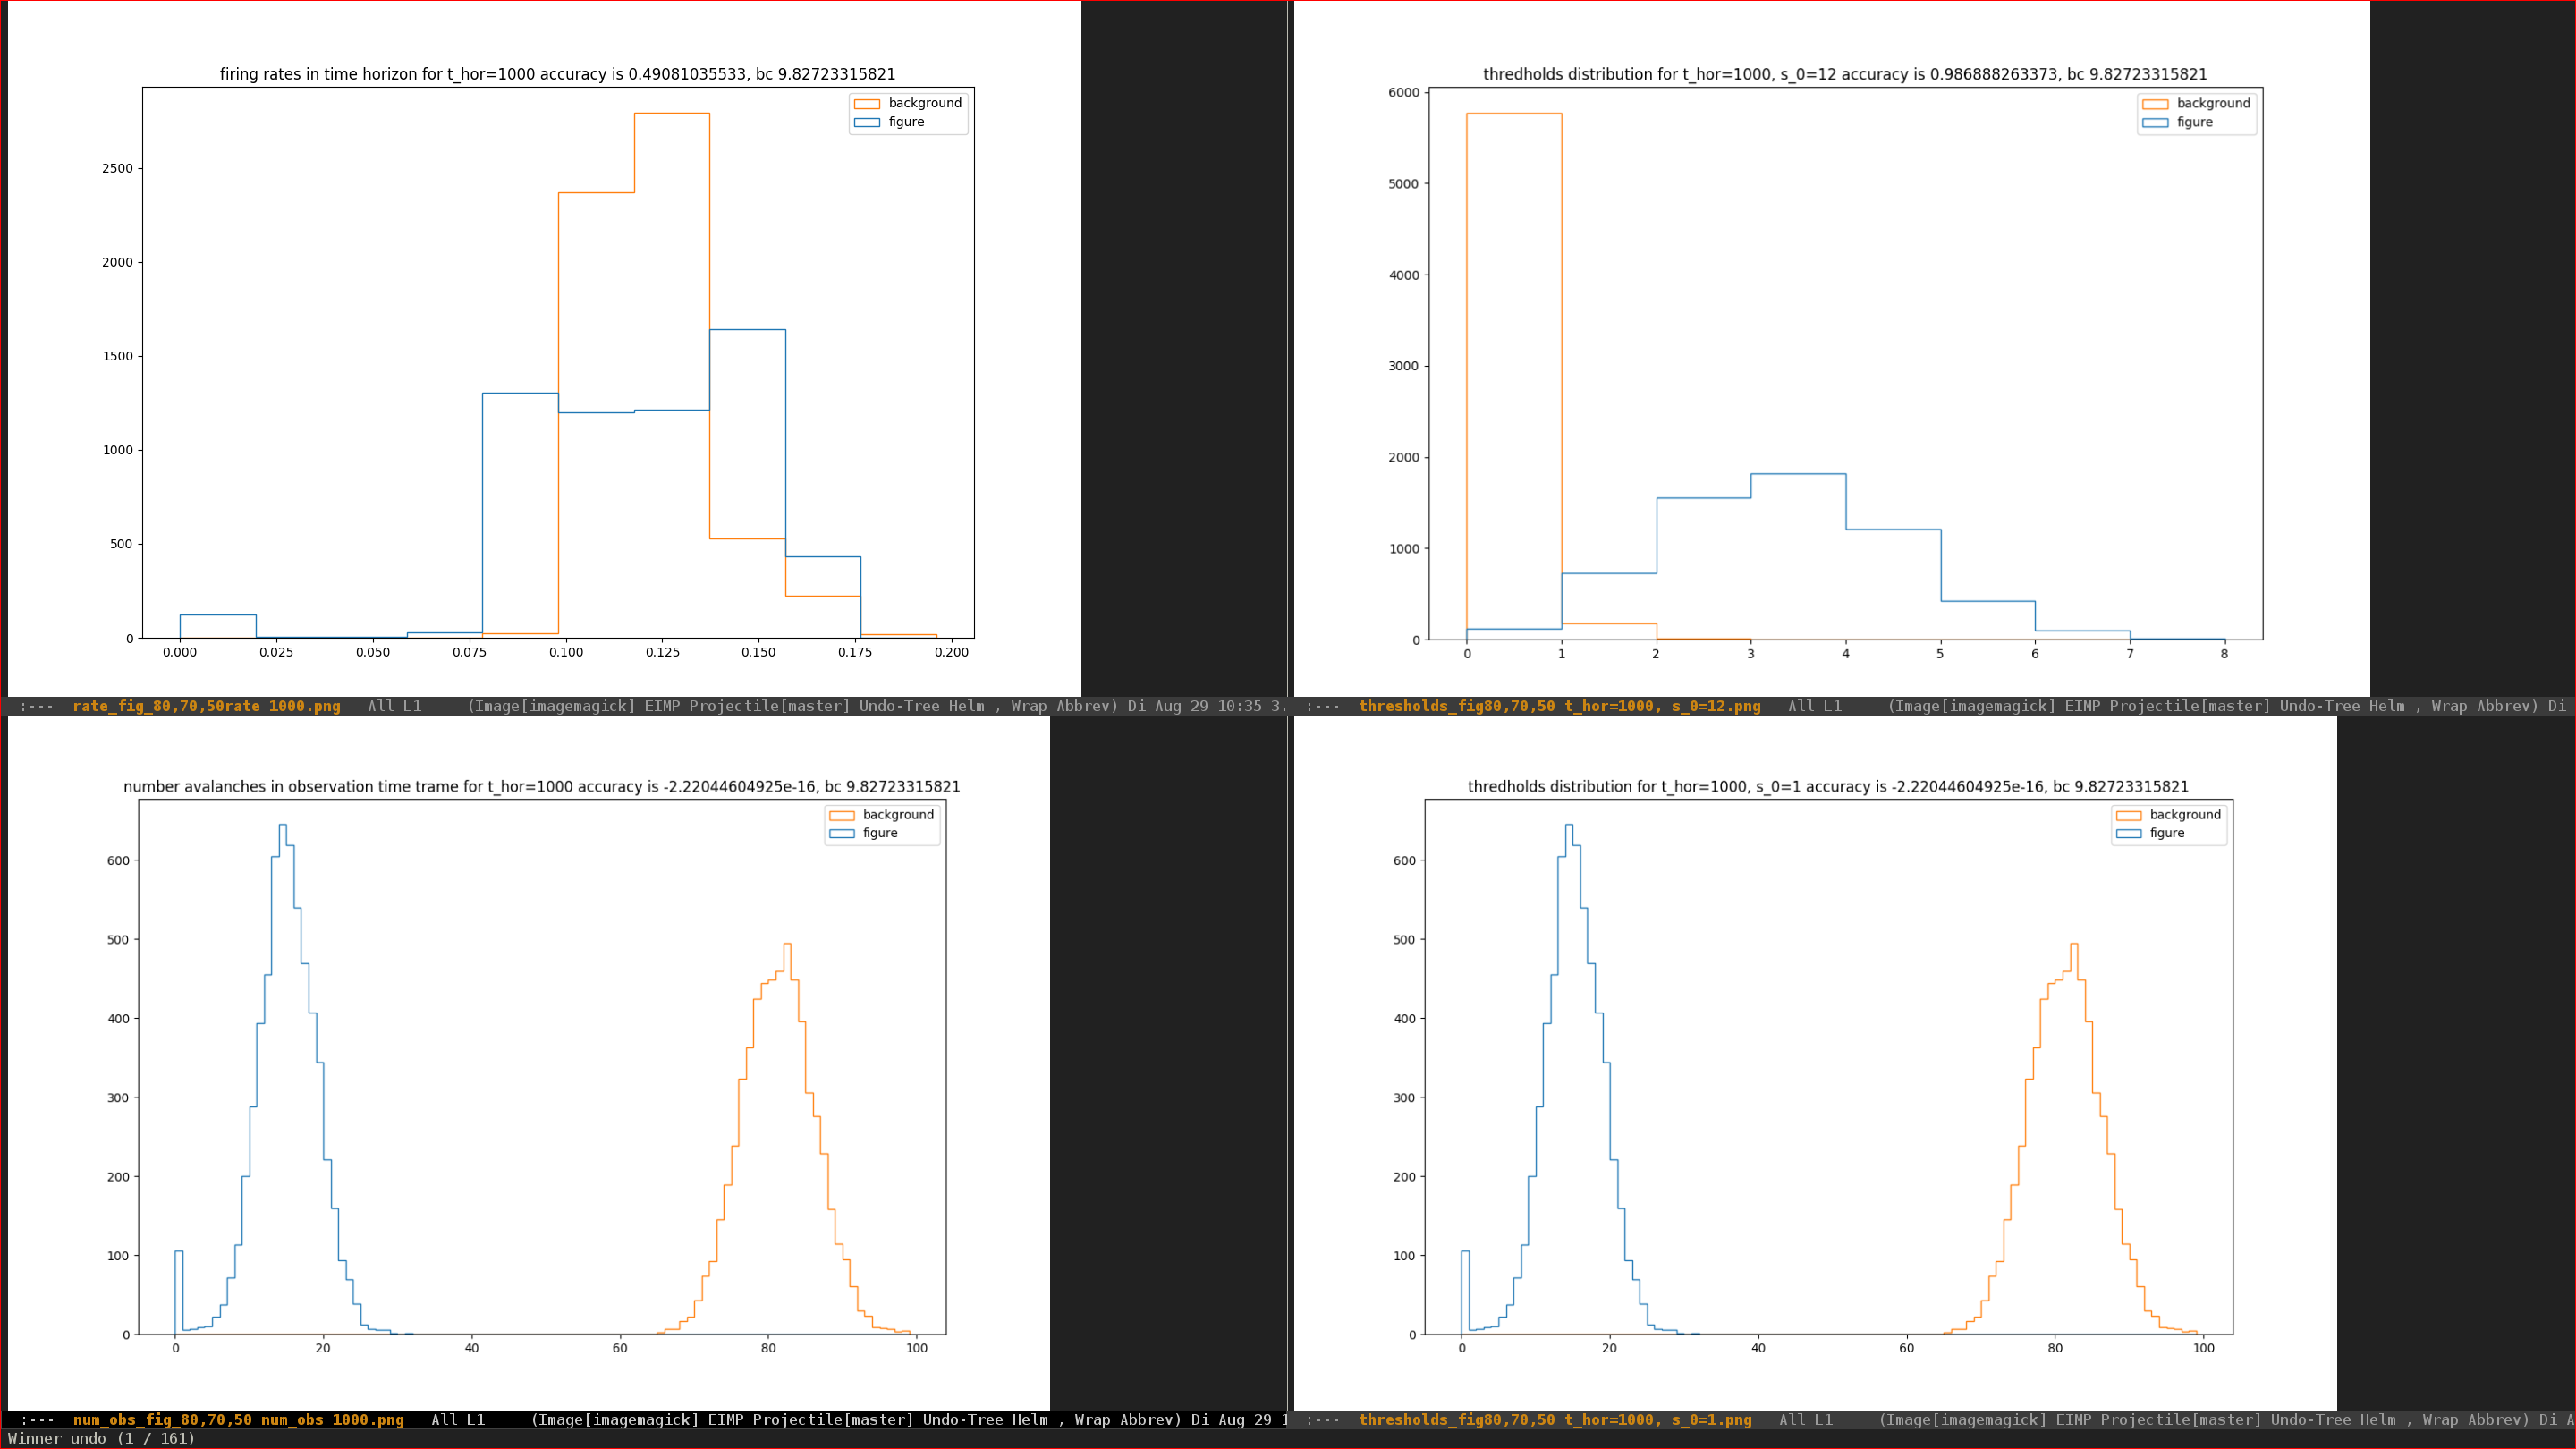 firing rates in time horizon for t_hor=1000 accuracy is 0.49081035533, bc 9.82723315821
background
figure
2500
2000
1500
1000
500
0
0.000 0.025 0.050 0.075 0.100 0.125 0.150 0.175 0.200
:--- rate_fig_80,70,50rate 1000.png All L1 (Image[imagemagick] EIMP Projectile[master] Undo-Tree Helm , Wrap Abbrev) Di Aug 29 10:35 3.
thredholds distribution for t_hor=1000, s_0=12 accuracy is 0.986888263373, bc 9.82723315821
background
figure
6000
5000
4000
3000
2000
1000
0
0 1 2 3 4 5 6 7 8
:--- thresholds_fig80,70,50 t_hor=1000, s_0=12.png All L1 (Image[imagemagick] EIMP Projectile[master] Undo-Tree Helm , Wrap Abbrev) Di
number avalanches in observation time trame for t_hor=1000 accuracy is -2.22044604925e-16, bc 9.82723315821
background
figure
600
500
400
300
200
100
0
0 20 40 60 80 100
:--- num_obs_fig_80,70,50 num_obs 1000.png All L1 (Image[imagemagick] EIMP Projectile[master] Undo-Tree Helm , Wrap Abbrev) Di Aug 29 1
thredholds distribution for t_hor=1000, s_0=1 accuracy is -2.22044604925e-16, bc 9.82723315821
background
figure
600
500
400
300
200
100
0
0 20 40 60 80 100
:--- thresholds_fig80,70,50 t_hor=1000, s_0=1.png All L1 (Image[imagemagick] EIMP Projectile[master] Undo-Tree Helm , Wrap Abbrev) Di A
Winner undo (1 / 161)